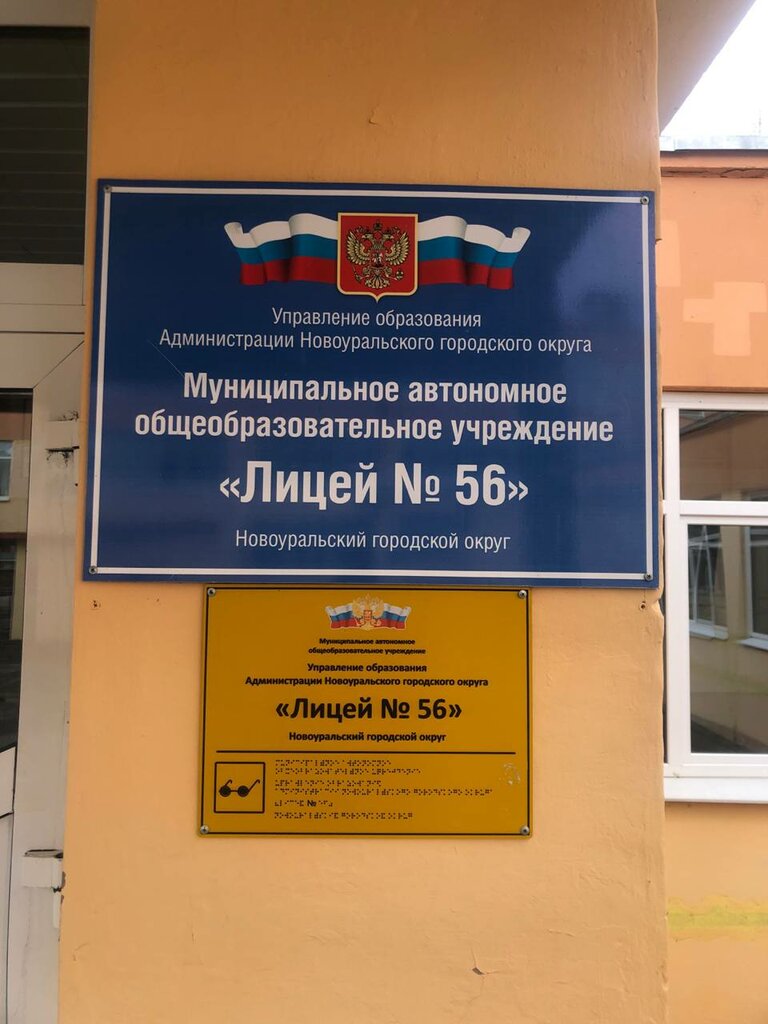 Управление образования
Администрации Новоуральского городского округа
Муниципальное автономное
общеобразовательное учреждение
«Лицей № 56»
Новоуральский городской округ
Муниципальное автономное
общеобразовательное учреждение
Управление образования
Администрации Новоуральского городского округа
«Лицей № 56»
Новоуральский городской округ